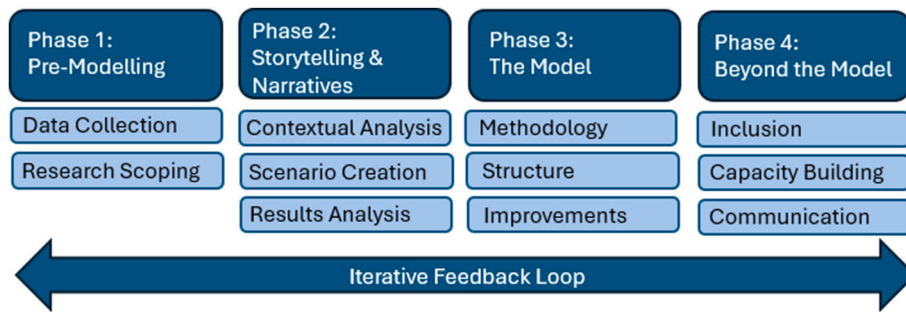 Phase 1:
Pre-Modelling
Data Collection
Research Scoping
Phase 2:
Storytelling &
Narratives
Contextual Analysis
Scenario Creation
Results Analysis
Phase 3:
The Model
Methodology
Structure
Improvements
Phase 4:
Beyond the Model
Inclusion
Capacity Building
Communication
Iterative Feedback Loop